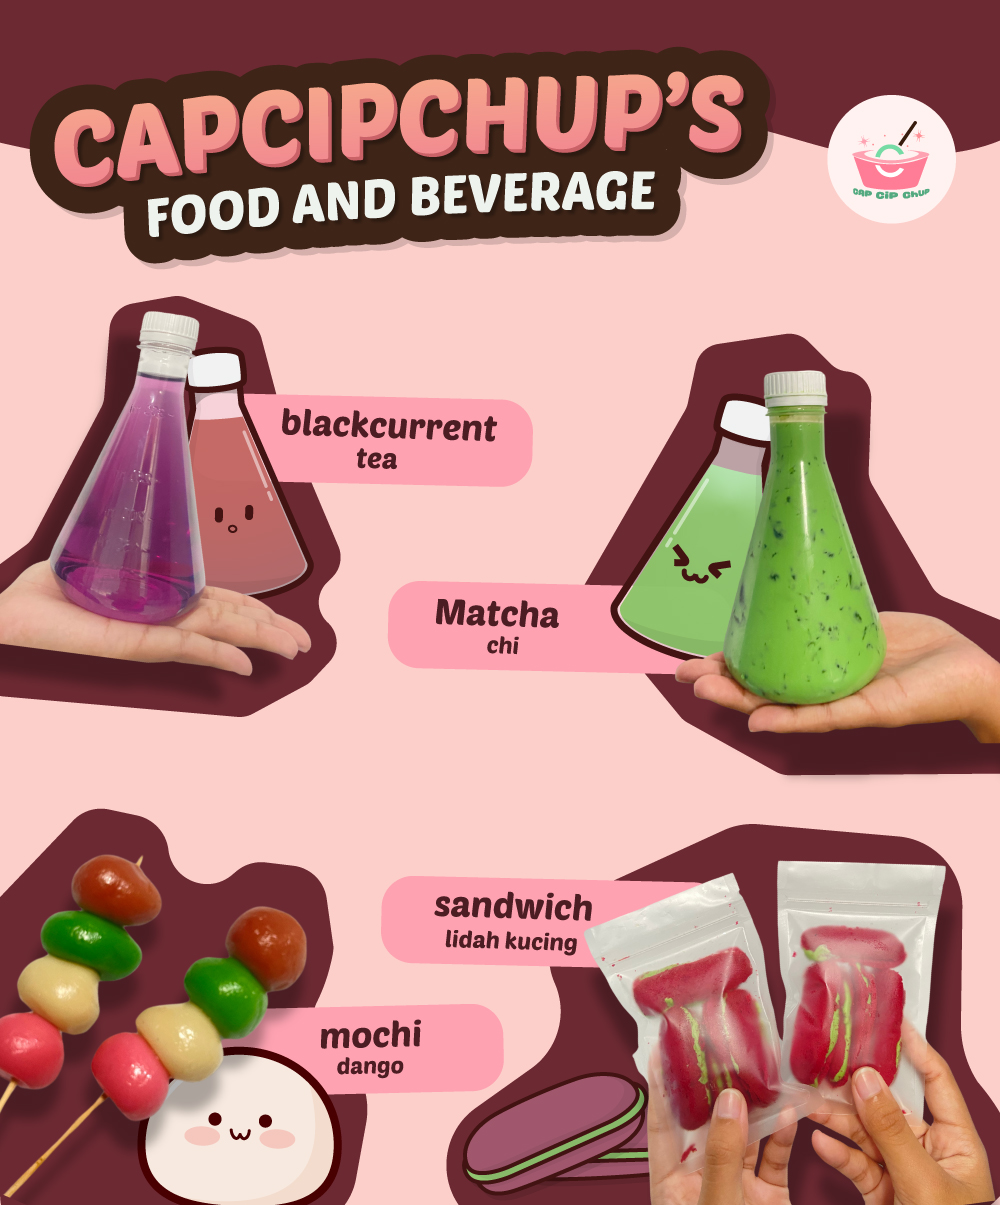 CAPCIPCHUP'S
FOOD AND BEVERAGE
CAP CiP CHUP
blackcurrent
tea
Matcha
chi
sandwich
lidah kucing
mochi
dango